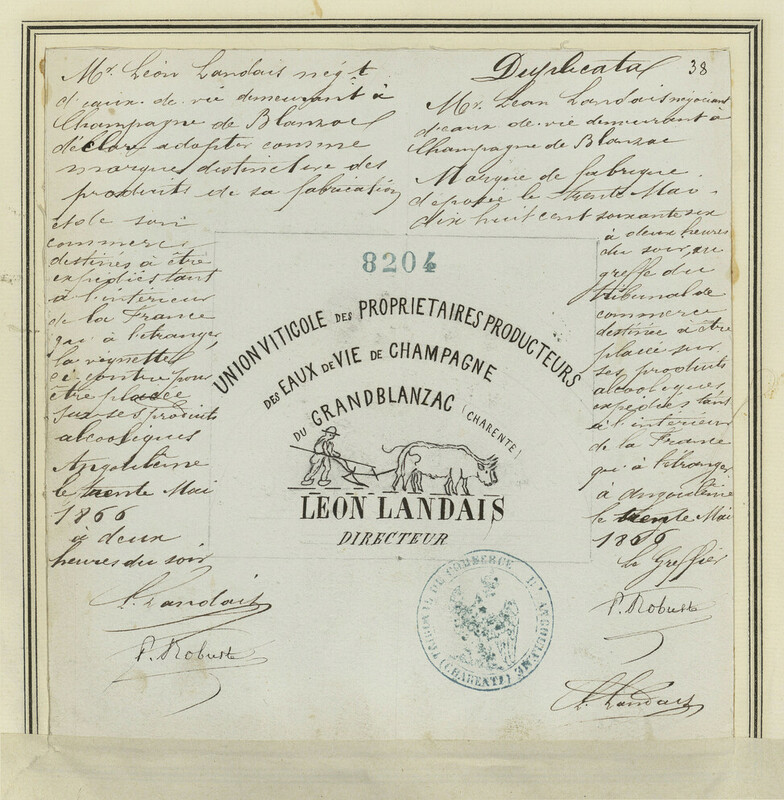 Mr. Léon Landais négt
d'eaux de vie demeurant à
Champagne de Blanzac
déclare adopter comme
marque distinctive des
produits de sa fabrication
et de son
commerce
destinés à être
expédiés tant
à l'intérieur
de la France
qu'à l'étranger,
la vignette
ci contre pour
être placée
sur ses produits
alcooliques
Angoulême
le trente Mai
1866
à deux
heures du soir
L. Landais
P. Robuste
Duplicata 38
Mr. Léon Landais négociant
d'eaux de vie demeurant à
Champagne de Blanzac
Marque de fabrique
déposée le trente Mai
dix huit cent soixante six
à deux heures
du soir, au
greffe du
tribunal de
commerce
destinée à être
placée sur
ses produits
alcooliques
expédiés tant
à l'intérieur
de la France
qu'à l'étranger
à Angoulême
le trente Mai
1866
Le Greffier
P. Robuste
L. Landais
8204
UNION VITICOLE DES PROPRIETAIRES PRODUCTEURS
DES EAUX DE VIE DE CHAMPAGNE
DU GRAND BLANZAC (CHARENTE)
LEON LANDAIS
DIRECTEUR
TRIBUNAL DE COMMERCE D'ANGOULEME
(CHARENTE)